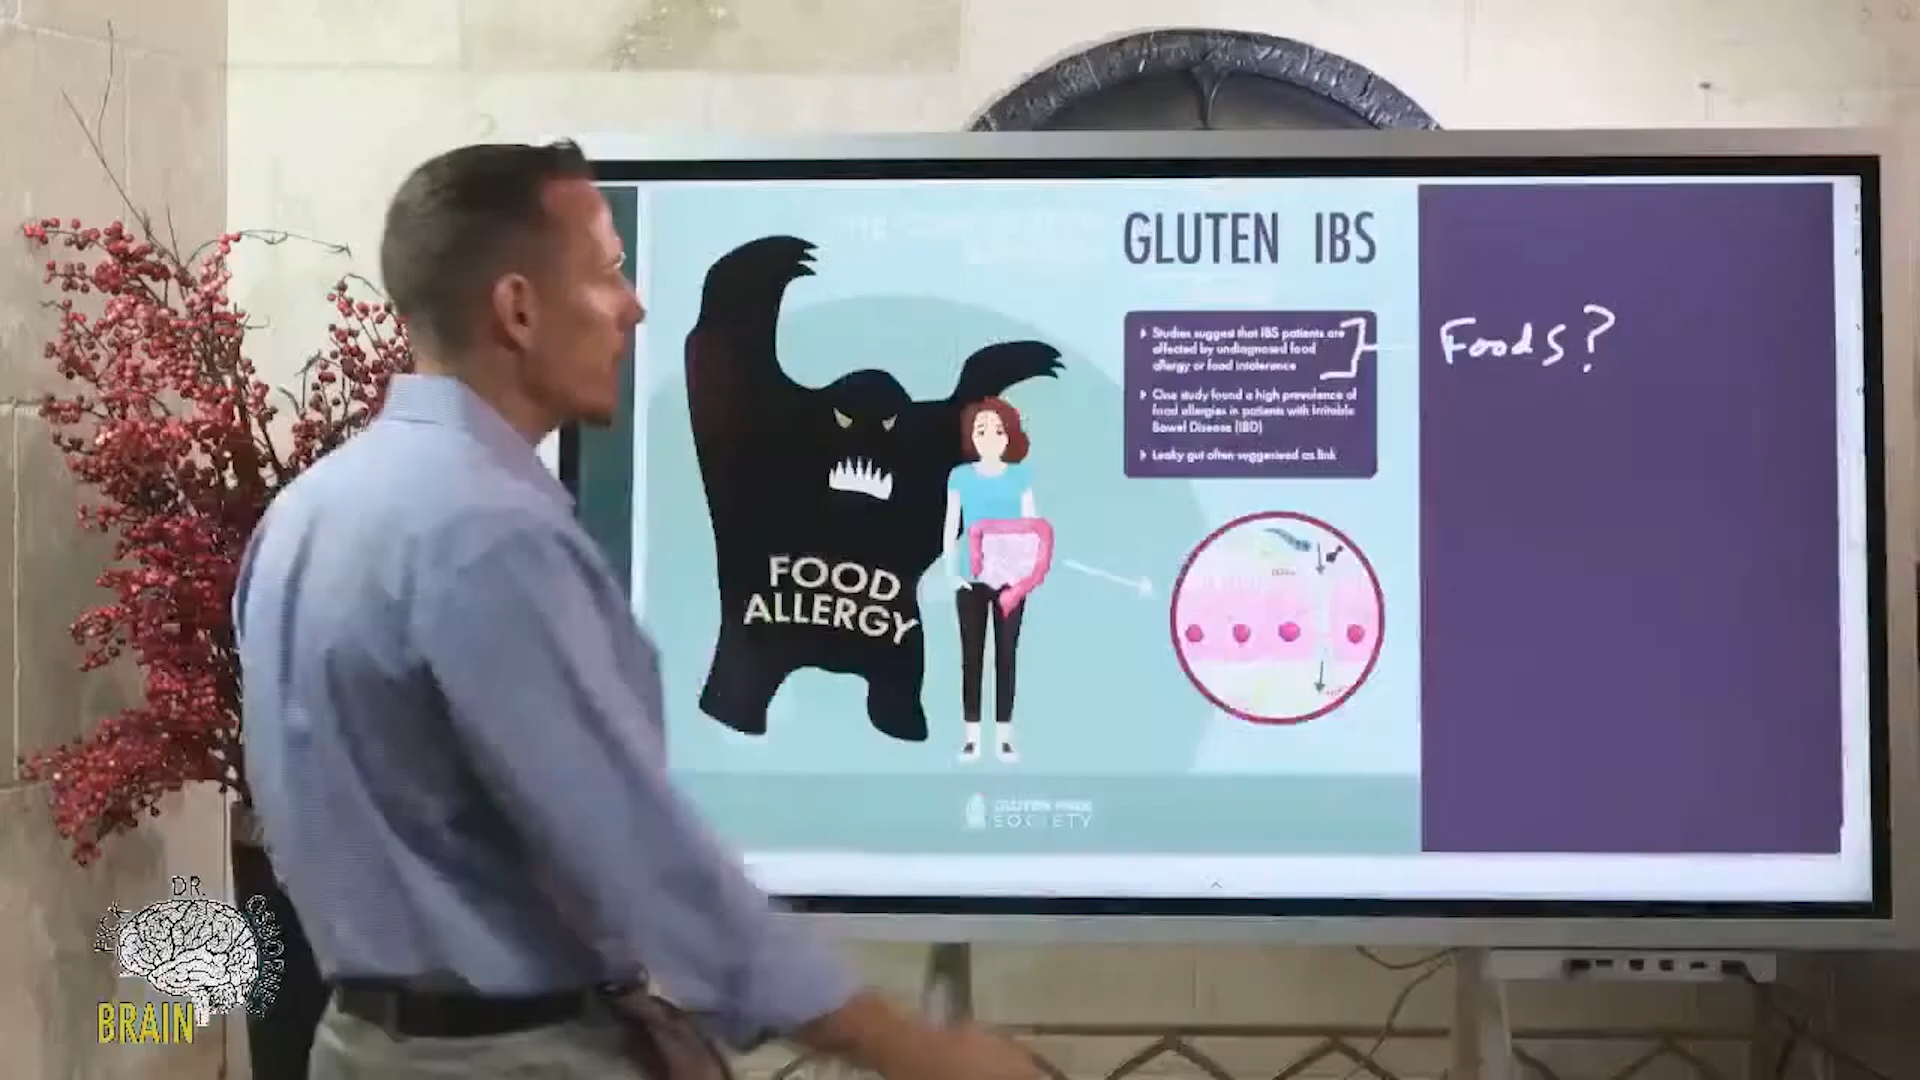 GLUTEN IBS
Studies suggest that IBS patients are
affected by undiagnosed food
allergy or food intolerance
One study found a high prevalence of
food allergies in patients with Irritable
Bowel Disease (IBD)
Leaky gut often suggested as link
Foods?
FOOD
ALLERGY
GLUTEN FREE
SOCIETY
DR.
PICK
OSBORNE'S
BRAIN